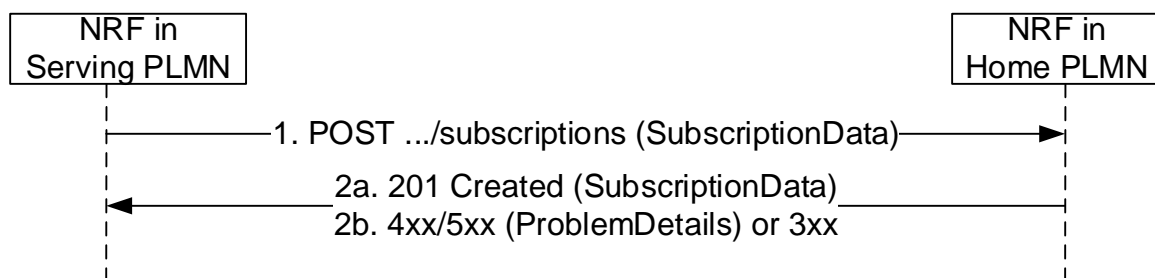 NRF in
Serving PLMN
NRF in
Home PLMN
1. POST .../subscriptions (SubscriptionData)
2a. 201 Created (SubscriptionData)
2b. 4xx/5xx (ProblemDetails) or 3xx